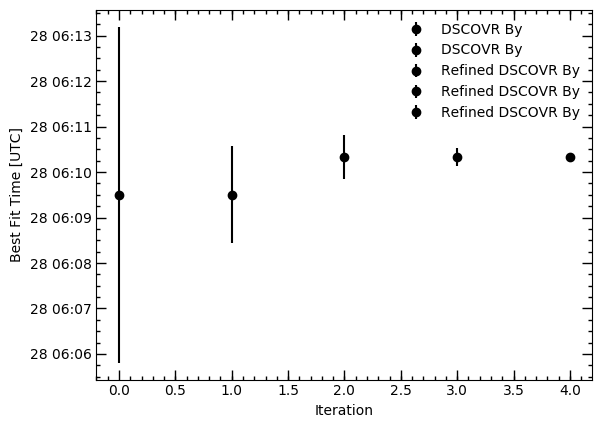 DSCOVR By
DSCOVR By
Refined DSCOVR By
Refined DSCOVR By
Refined DSCOVR By
Best Fit Time [UTC]
28 06:13
28 06:12
28 06:11
28 06:10
28 06:09
28 06:08
28 06:07
28 06:06
0.0 0.5 1.0 1.5 2.0 2.5 3.0 3.5 4.0
Iteration